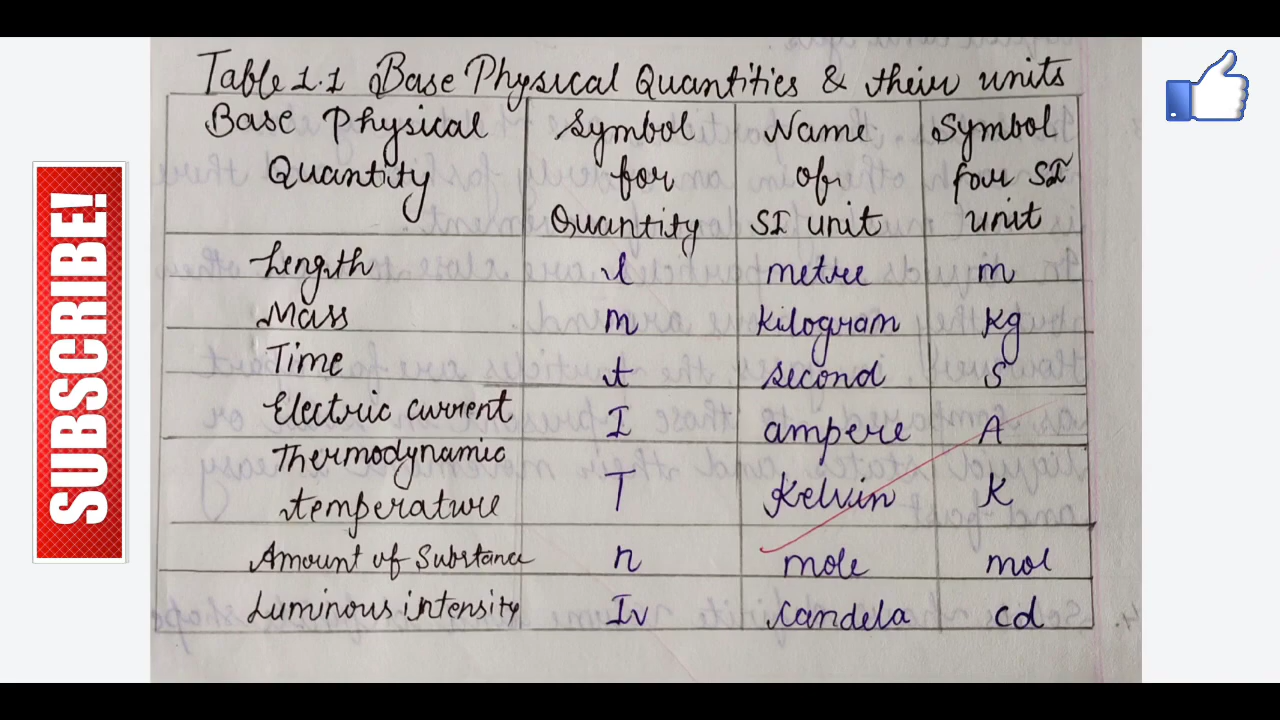 Table 1.1 Base Physical Quantities & their units
Base Physical Quantity | Symbol for Quantity | Name of SI unit | Symbol for SI unit
Length | l | metre | m
Mass | m | kilogram | kg
Time | t | second | s
Electric current | I | ampere | A
Thermodynamic temperature | T | Kelvin | K
Amount of Substance | n | mole | mol
Luminous intensity | Iv | Candela | cd
SUBSCRIBE!